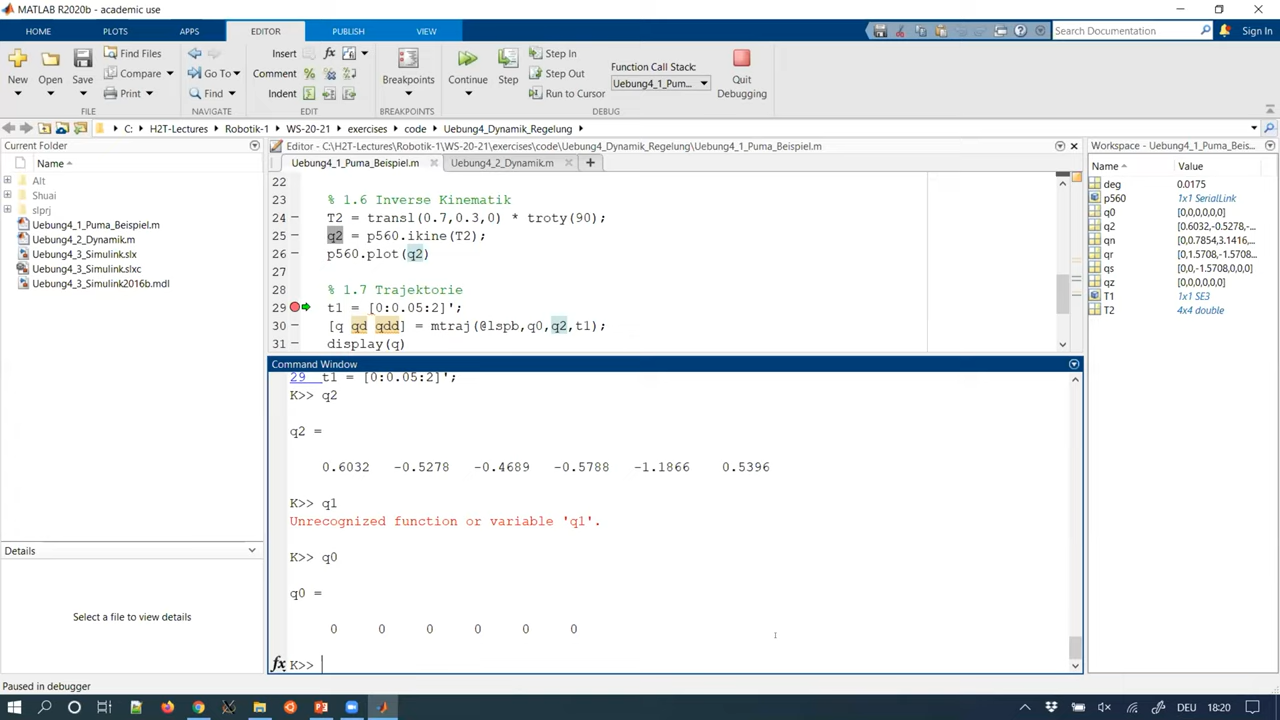 MATLAB R2020b - academic use
HOME PLOTS APPS EDITOR PUBLISH VIEW
Search Documentation
Sign In
New
Open
Save
Find Files
Compare
Print
FILE
Go To
Find
NAVIGATE
Insert
Comment
Indent
EDIT
Breakpoints
BREAKPOINTS
Continue
Step
Step In
Step Out
Run to Cursor
Function Call Stack:
Uebung4_1_Pum...
DEBUG
Quit
Debugging
C: H2T-Lectures Robotik-1 WS-20-21 exercises code Uebung4_Dynamik_Regelung
Current Folder
Name
Alt
Shuai
slprj
Uebung4_1_Puma_Beispiel.m
Uebung4_2_Dynamik.m
Uebung4_3_Simulink.slx
Uebung4_3_Simulink.slxc
Uebung4_3_Simulink2016b.mdl
Details
Select a file to view details
Editor - C:\H2T-Lectures\Robotik-1\WS-20-21\exercises\code\Uebung4_Dynamik_Regelung\Uebung4_1_Puma_Beispiel.m
Uebung4_1_Puma_Beispiel.m Uebung4_2_Dynamik.m
22
23 % 1.6 Inverse Kinematik
24 T2 = transl(0.7,0.3,0) * troty(90);
25 q2 = p560.ikine(T2);
26 p560.plot(q2)
27
28 % 1.7 Trajektorie
29 t1 = [0:0.05:2]';
30 [q qd qdd] = mtraj(@lspb,q0,q2,t1);
31 display(q)
Command Window
29 t1 = [0:0.05:2]';
K>> q2
q2 =
0.6032 -0.5278 -0.4689 -0.5788 -1.1866 0.5396
K>> q1
Unrecognized function or variable 'q1'.
K>> q0
q0 =
0 0 0 0 0 0
fx K>>
Workspace - Uebung4_1_Puma_Beis...
Name Value
deg 0.0175
p560 1x1 SerialLink
q0 [0,0,0,0,0,0]
q2 [0.6032,-0.5278,-...
qn [0,0.7854,3.1416,...
qr [0,1.5708,-1.5708...
qs [0,0,-1.5708,0,0,0]
qz [0,0,0,0,0,0]
T1 1x1 SE3
T2 4x4 double
Paused in debugger
DEU 18:20